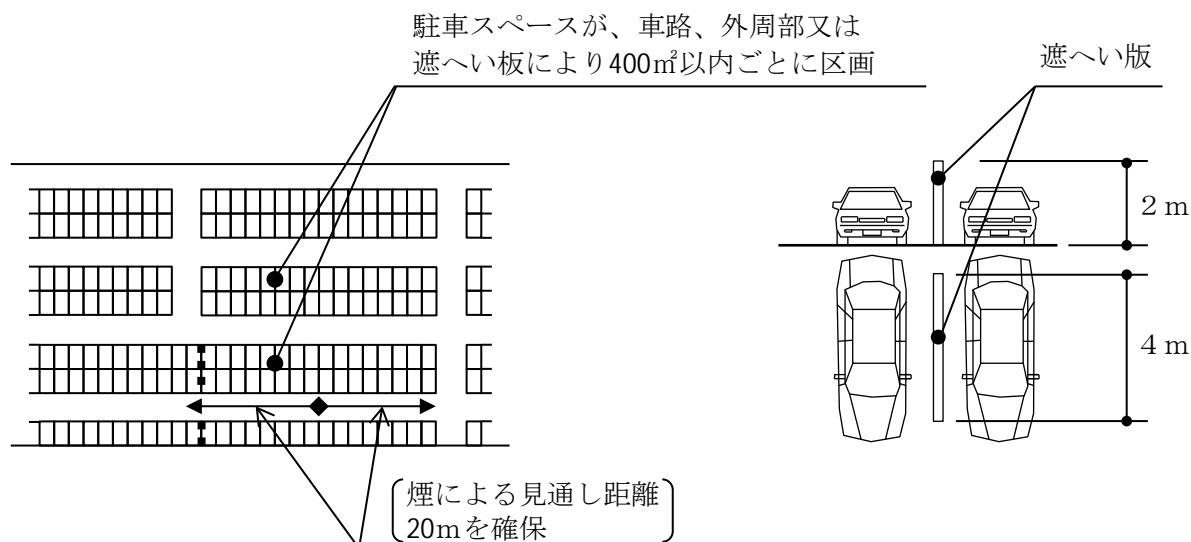 駐車スペースが、車路、外周部又は
遮へい板により400㎡以内ごとに区画
遮へい版
2m
4m
煙による見通し距離
20mを確保